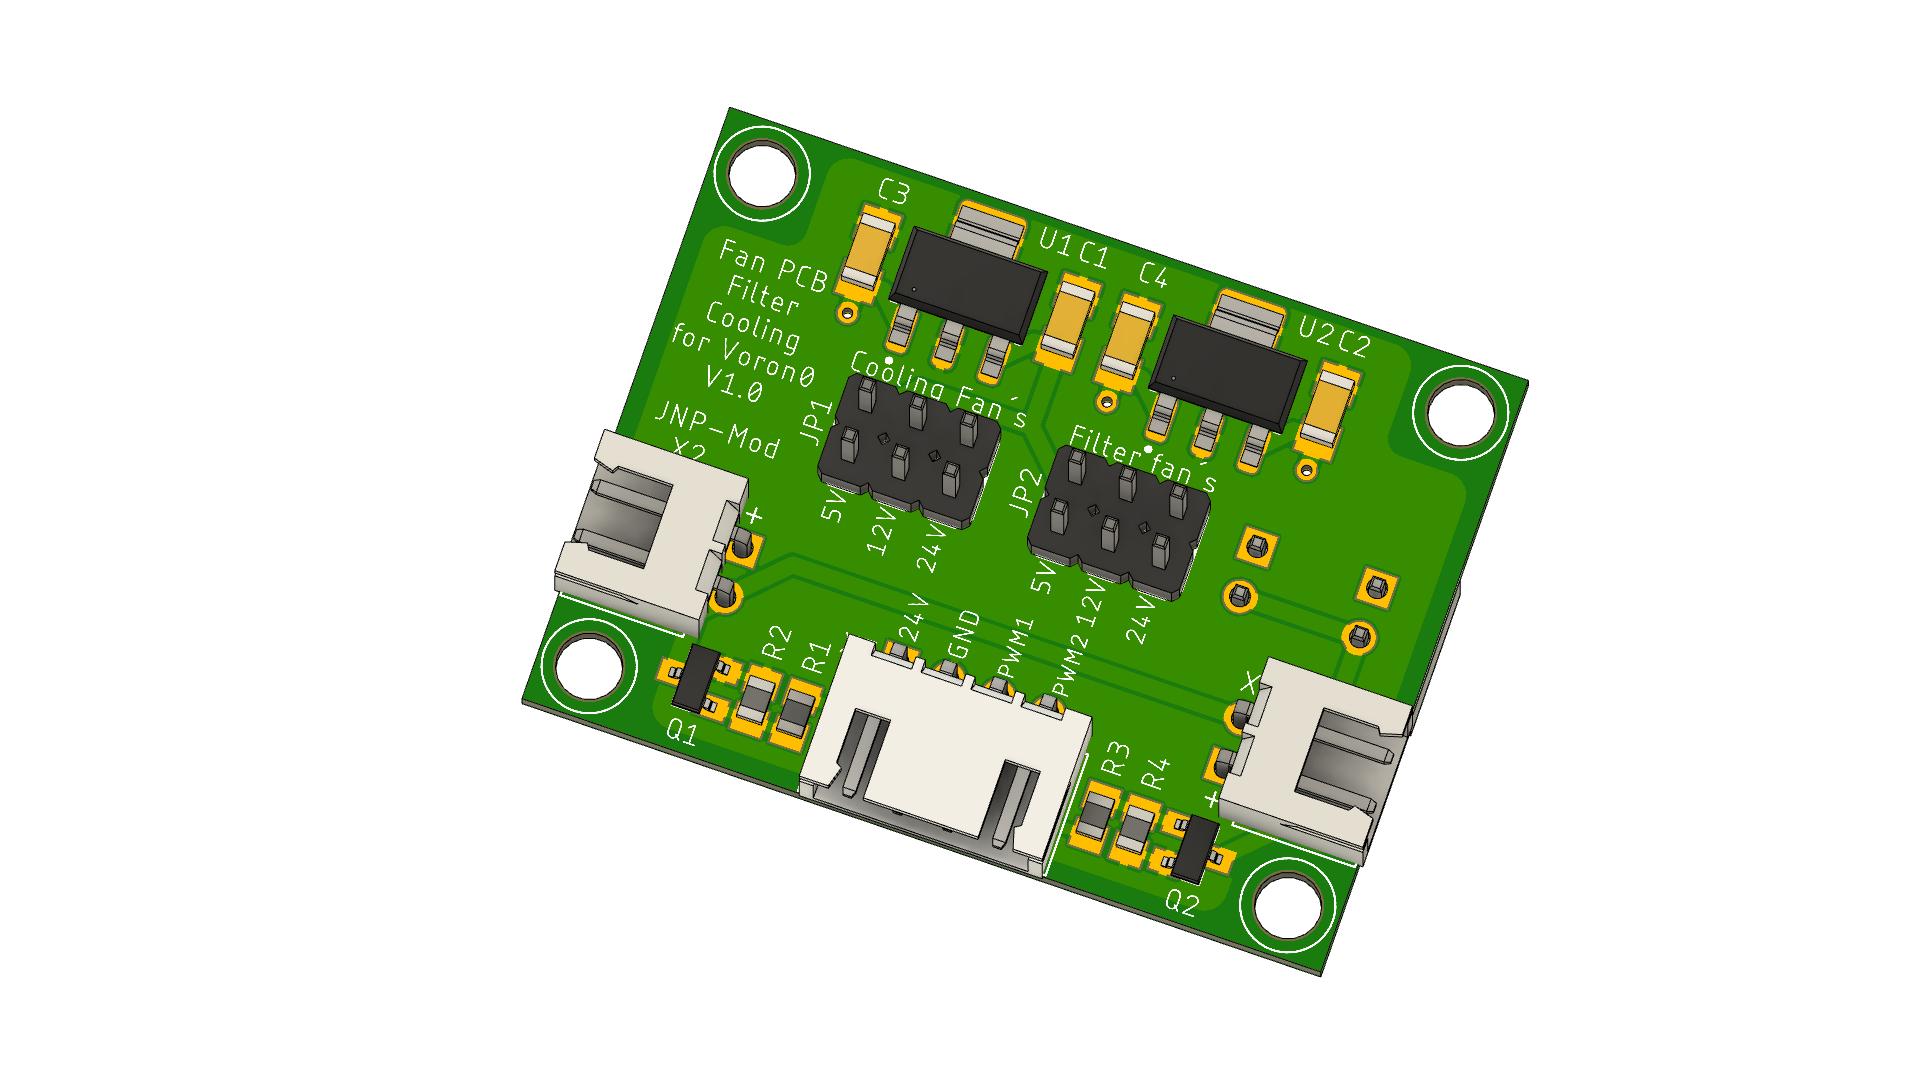 C3
U1
C1
C4
U2
C2
Fan PCB
Filter
Cooling
for Voron0
V1.0
JNP-Mod
X2
+
Cooling Fan´s
JP1
5V
12V
24V
Filter fan´s
JP2
5V
12V
24V
24V
GND
PWM1
PWM2
R2
R1
Q1
R3
R4
Q2
X
+